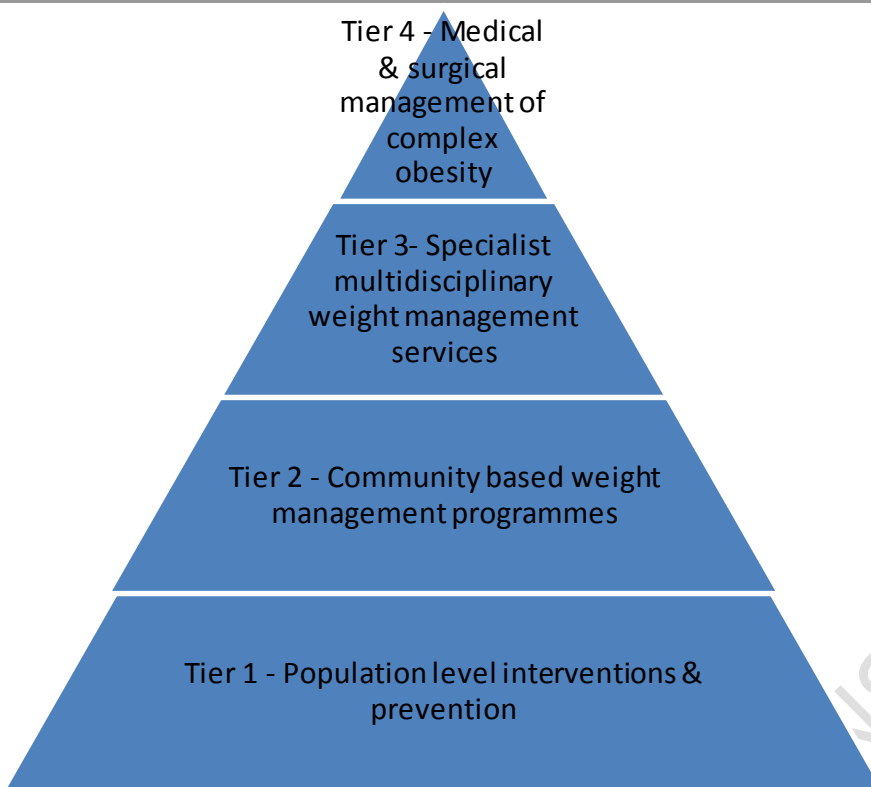 Tier 4 - Medical
& surgical
management of
complex
obesity
Tier 3- Specialist
multidisciplinary
weight management
services
Tier 2 - Community based weight
management programmes
Tier 1 - Population level interventions &
prevention